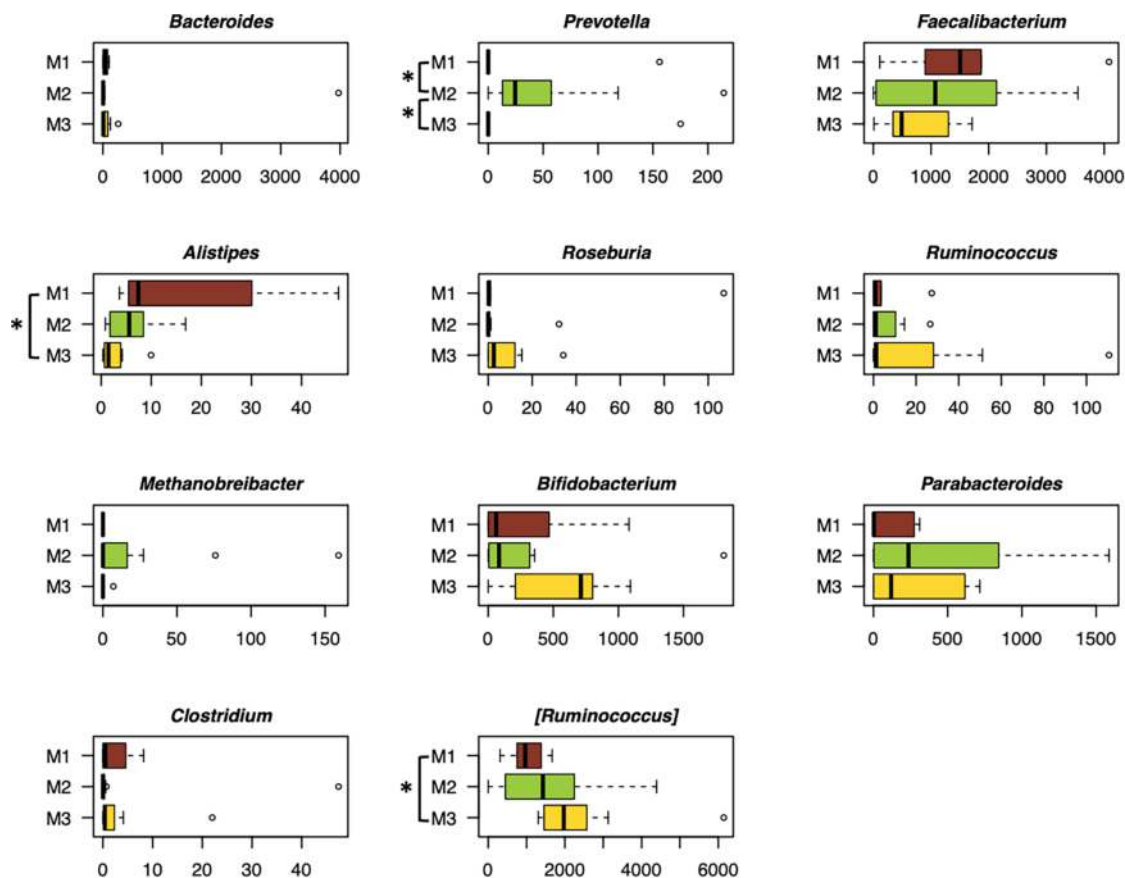 Bacteroides
M1
M2
M3
0 1000 2000 3000 4000
Prevotella
* M1
* M2
M3
0 50 100 150 200
Faecalibacterium
M1
M2
M3
0 1000 2000 3000 4000
Alistipes
M1
* M2
M3
0 10 20 30 40
Roseburia
M1
M2
M3
0 20 40 60 80 100
Ruminococcus
M1
M2
M3
0 20 40 60 80 100
Methanobreibacter
M1
M2
M3
0 50 100 150
Bifidobacterium
M1
M2
M3
0 500 1000 1500
Parabacteroides
M1
M2
M3
0 500 1000 1500
Clostridium
M1
M2
M3
0 10 20 30 40
[Ruminococcus]
M1
* M2
M3
0 2000 4000 6000